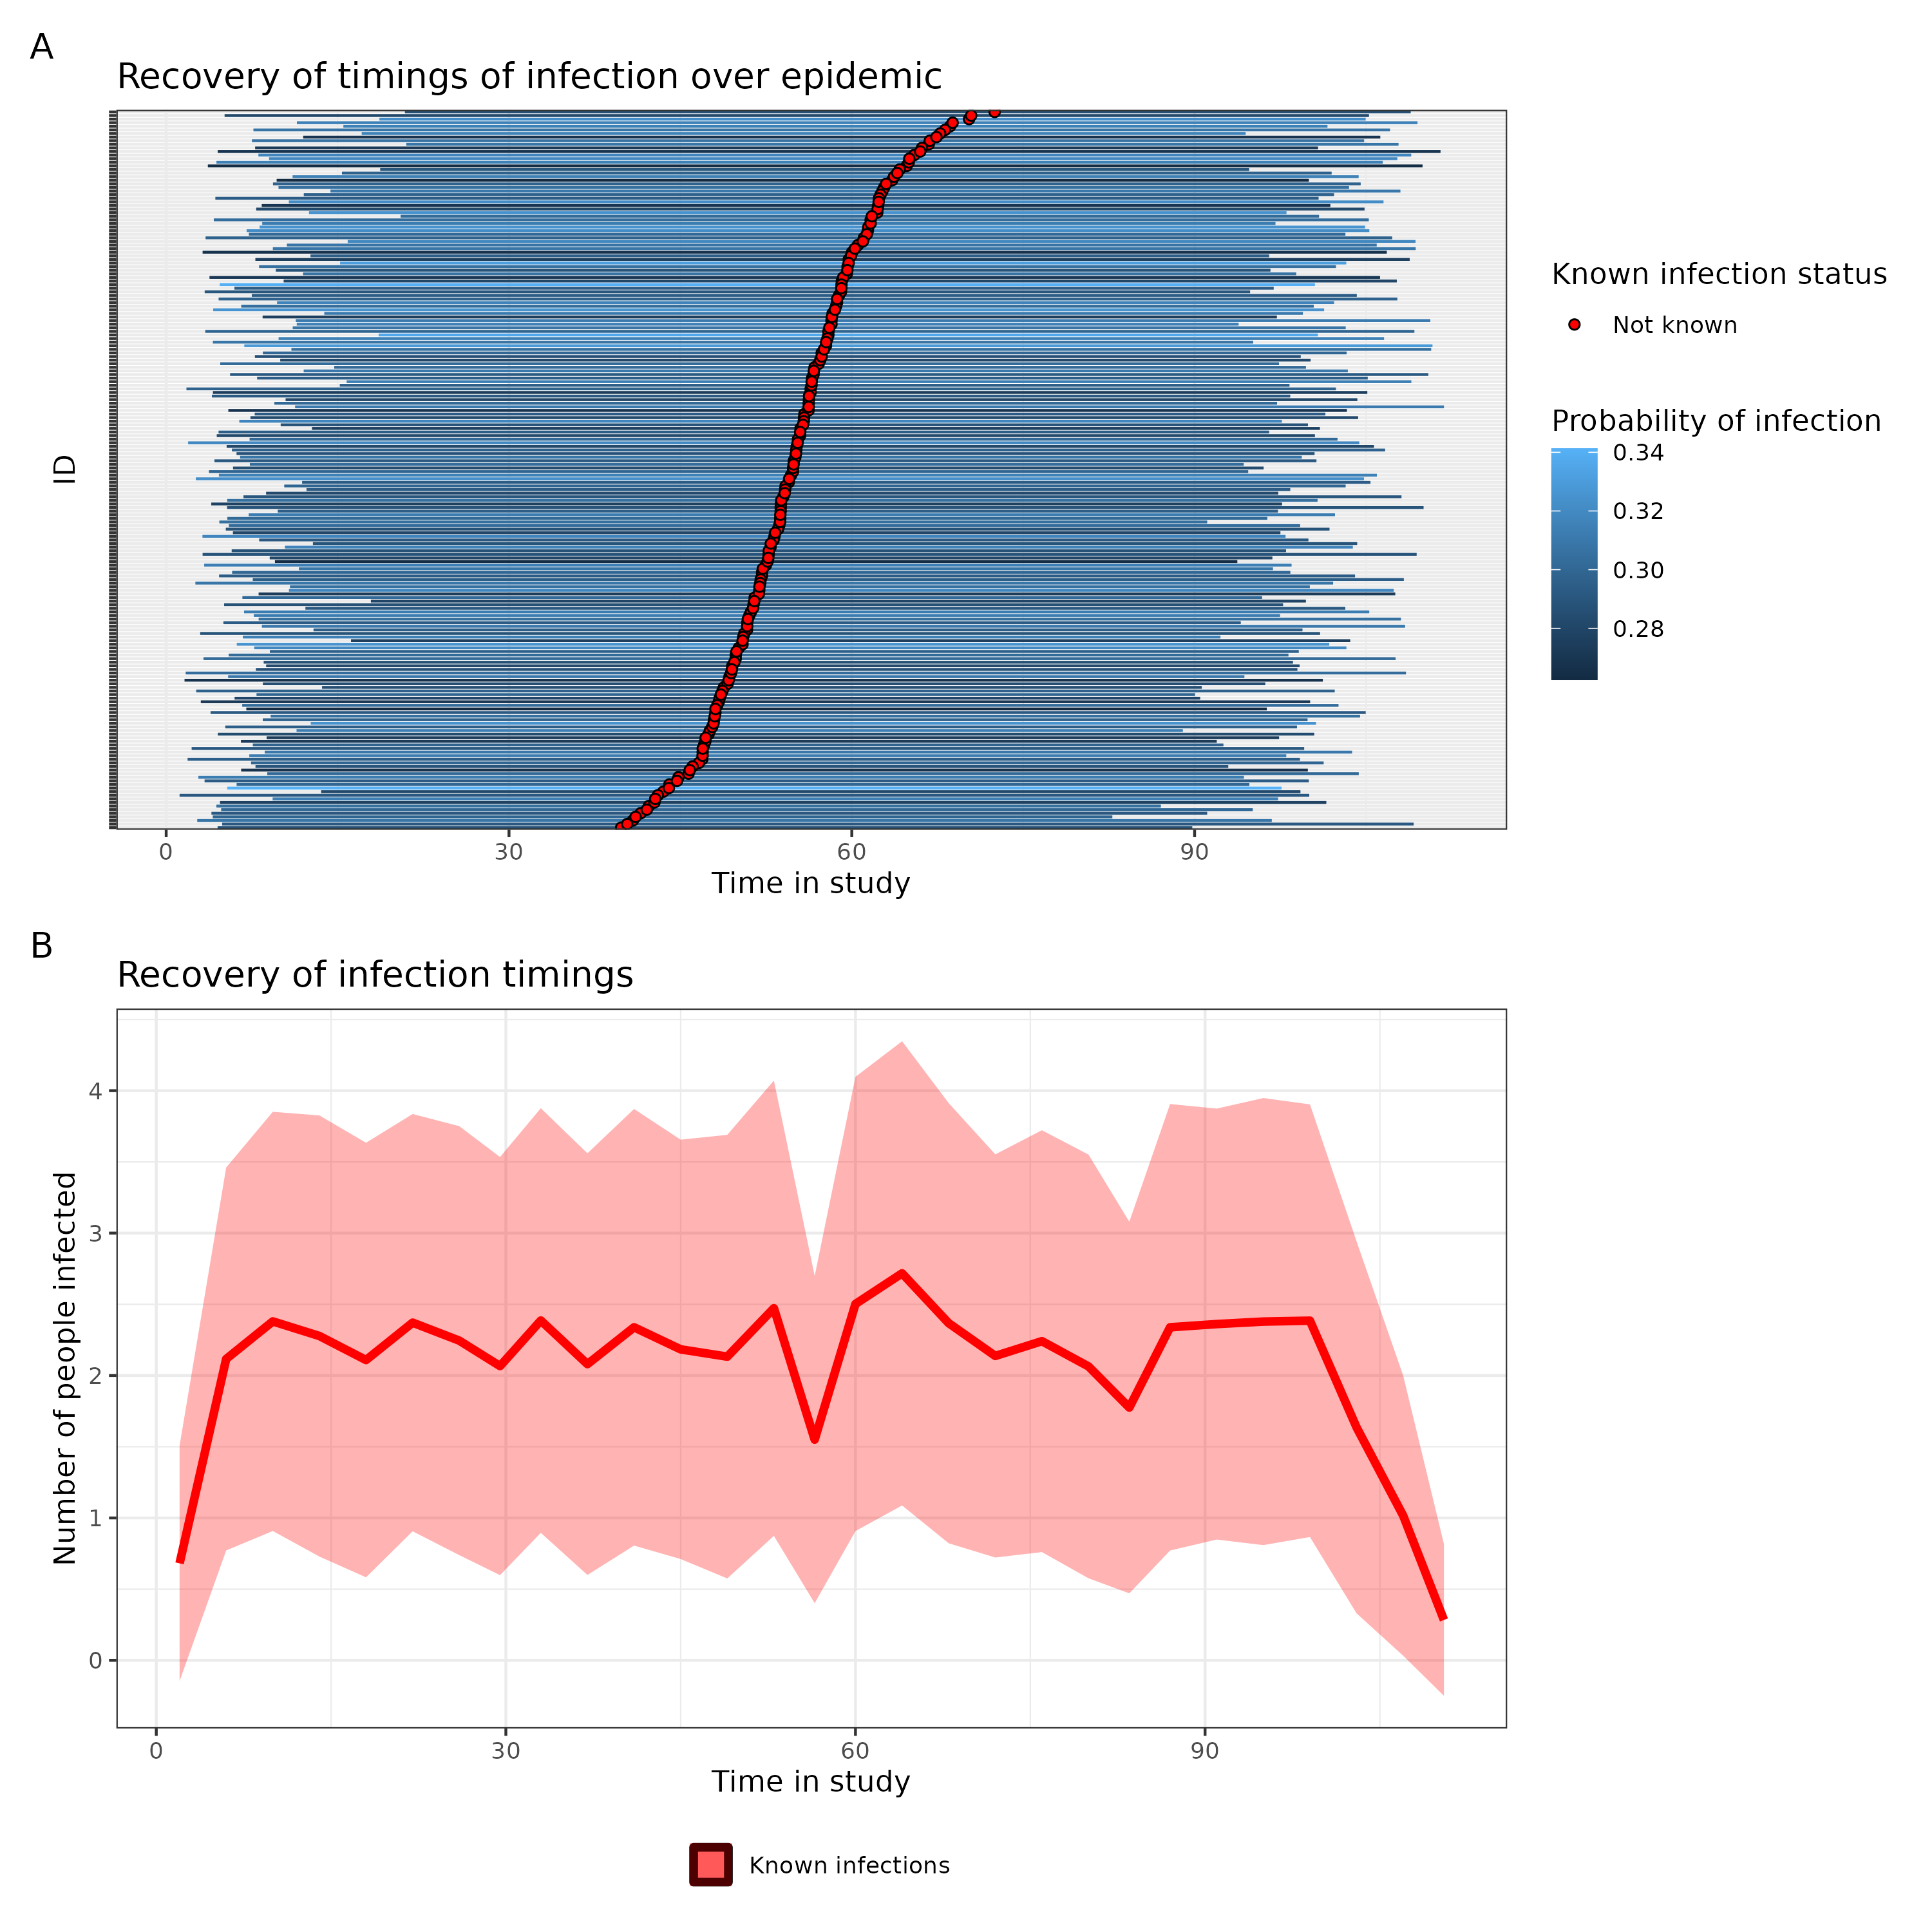 A
Recovery of timings of infection over epidemic
ID
0 30 60 90
Time in study
Known infection status
Not known
Probability of infection
0.34
0.32
0.30
0.28
B
Recovery of infection timings
Number of people infected
4
3
2
1
0
0 30 60 90
Time in study
Known infections